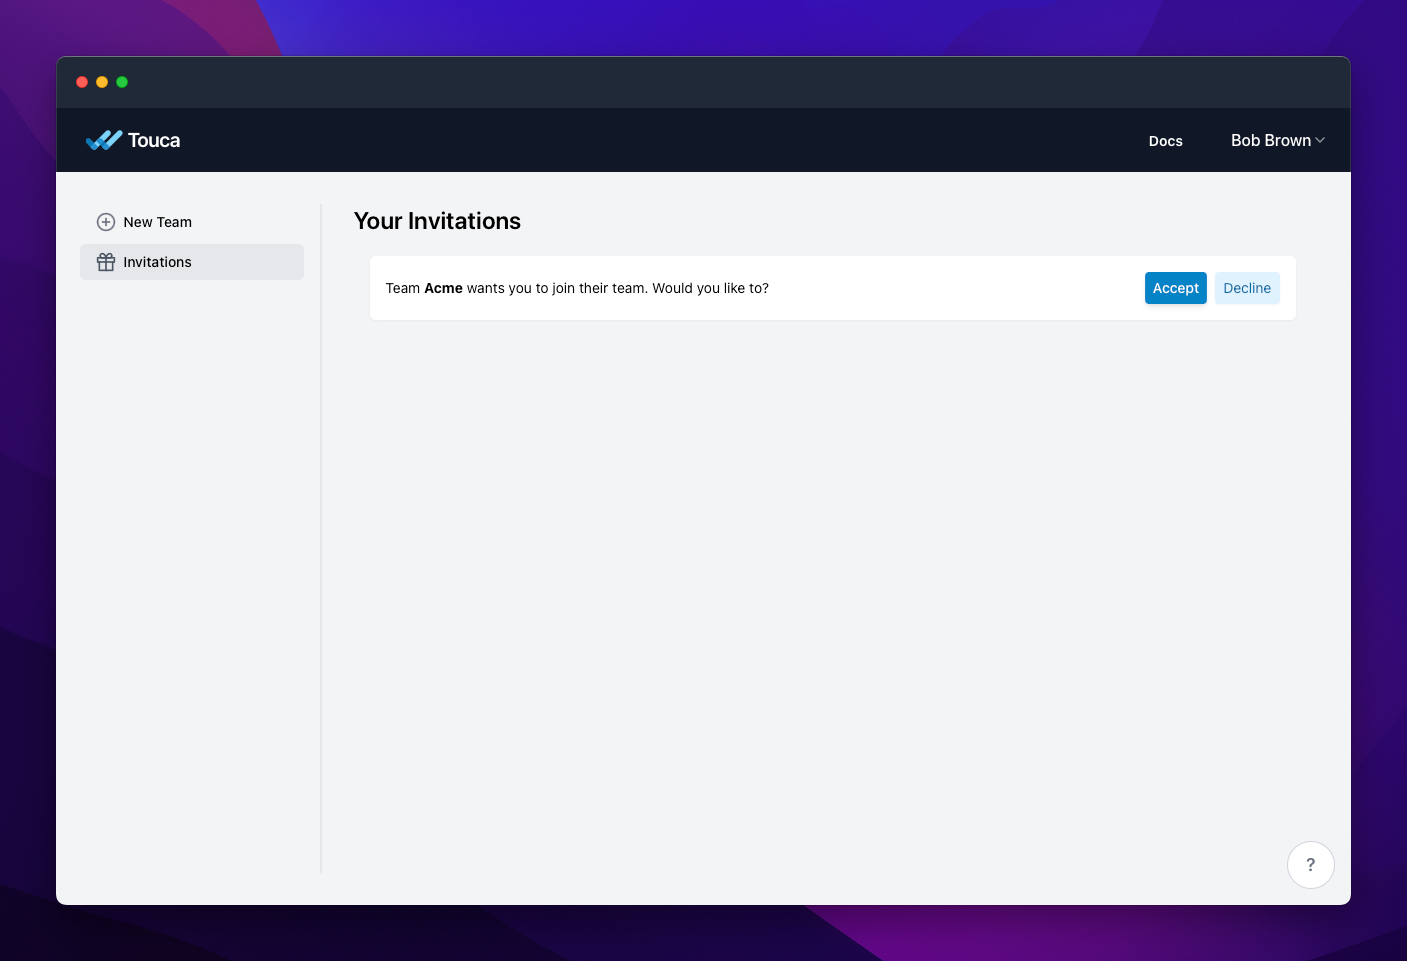 Touca
Docs
Bob Brown
New Team
Invitations
Your Invitations
Team Acme wants you to join their team. Would you like to?
Accept
Decline
?